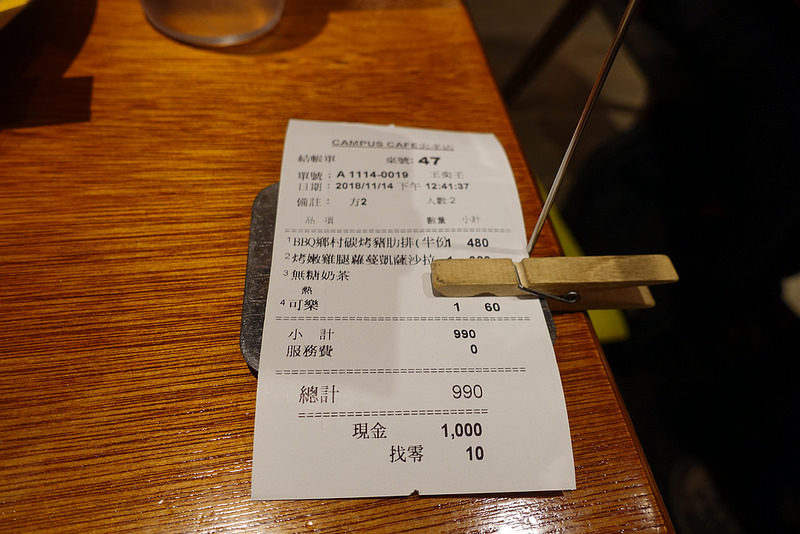 CAMPUS CAFE
結帳單 桌號: 47
單號: A 1114-0019
日期: 2018/11/14 下午 12:41:37
備註: 方2 人數:2
品 項 數量 小計
1 BBQ鄉村碳烤豬肋排(半份 1 480
2 烤嫩雞腿蘿蔓凱薩沙拉
3 無糖奶茶
熱
4 可樂 1 60
小 計 990
服務費 0
總計 990
現金 1,000
找零 10